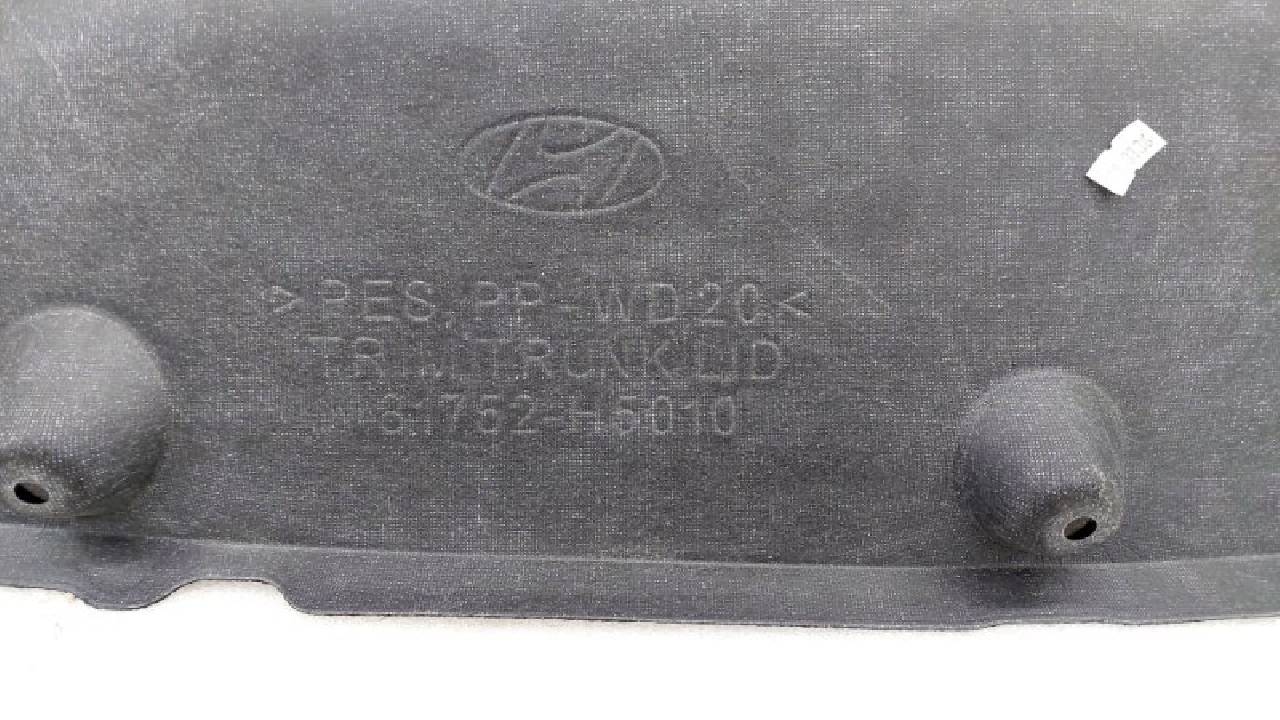 >PES, PP-WD20<
TRIM, TRUNK LID
81752-H5010